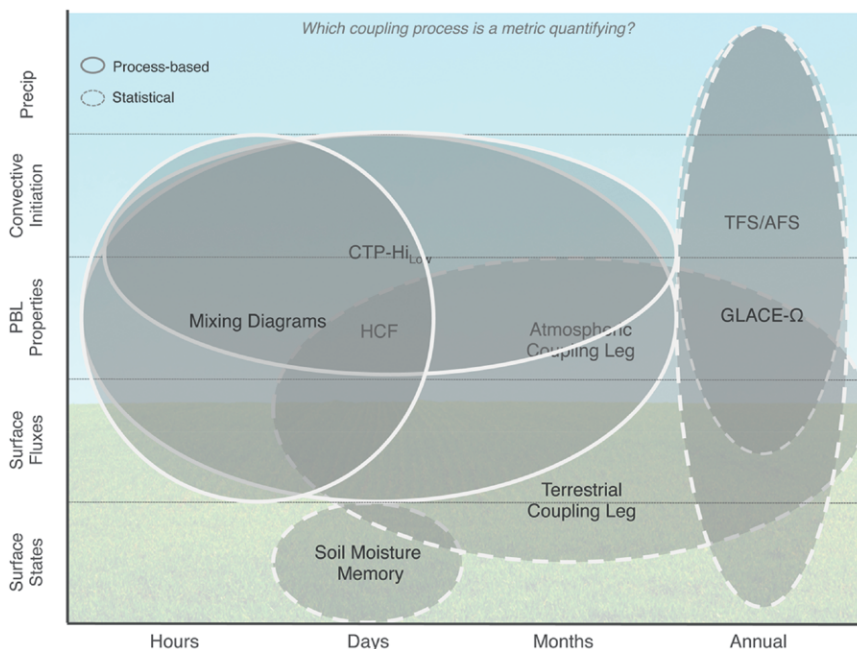 Which coupling process is a metric quantifying?
Process-based
Statistical
Precip
Convective
Initiation
PBL
Properties
Surface
Fluxes
Surface
States
TFS/AFS
CTP-HiLow
Mixing Diagrams
HCF
Atmospheric
Coupling Leg
GLACE-Ω
Terrestrial
Coupling Leg
Soil Moisture
Memory
Hours
Days
Months
Annual